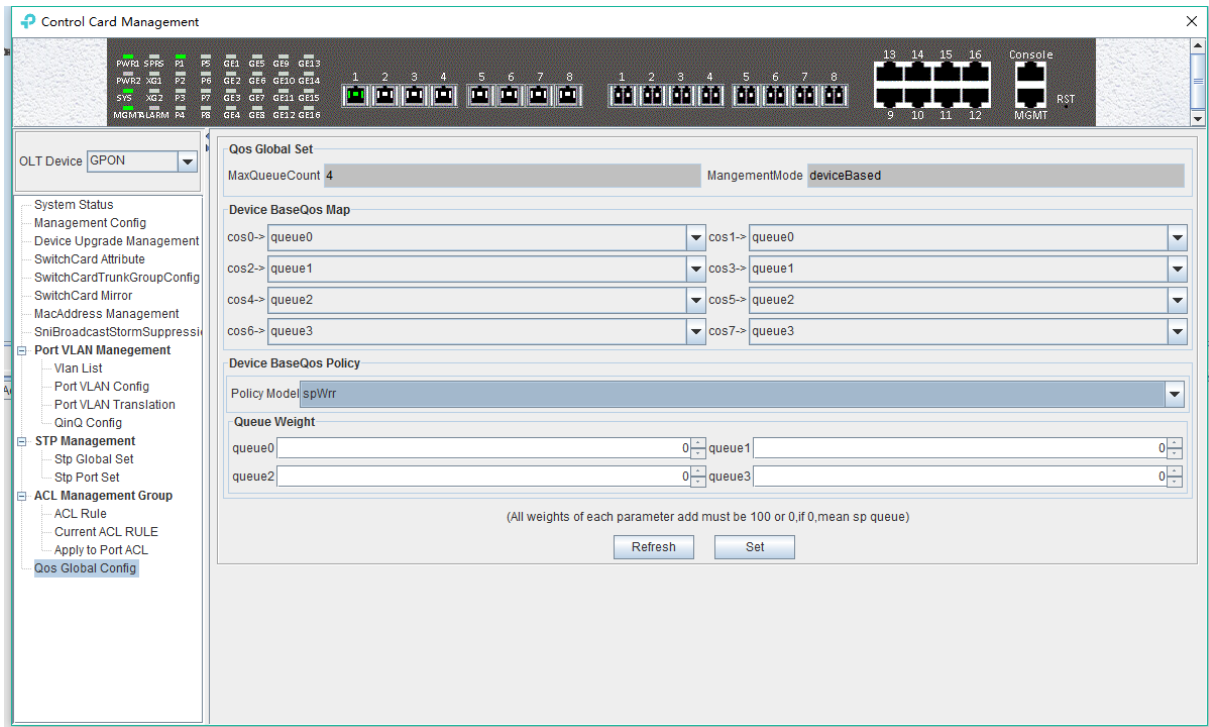 Control Card Management
PWR1 SPRS P1 P5 GE1 GE5 GE9 GE13
PWR2 XG1 P2 P6 GE2 GE6 GE10 GE14
SYS XG2 P3 P7 GE3 GE7 GE11 GE15
MGMT ALARM P4 P8 GE4 GE8 GE12 GE16
1 2 3 4 5 6 7 8 1 2 3 4 5 6 7 8
13 14 15 16 Console
RST
9 10 11 12 MGMT
OLT Device GPON
System Status
Management Config
Device Upgrade Management
SwitchCard Attribute
SwitchCardTrunkGroupConfig
SwitchCard Mirror
MacAddress Management
SniBroadcastStormSuppressi
Port VLAN Manegement
Vlan List
Port VLAN Config
Port VLAN Translation
QinQ Config
STP Management
Stp Global Set
Stp Port Set
ACL Management Group
ACL Rule
Current ACL RULE
Apply to Port ACL
Qos Global Config
Qos Global Set
MaxQueueCount 4 MangementMode deviceBased
Device BaseQos Map
cos0-> queue0 cos1-> queue0
cos2-> queue1 cos3-> queue1
cos4-> queue2 cos5-> queue2
cos6-> queue3 cos7-> queue3
Device BaseQos Policy
Policy Model spWrr
Queue Weight
queue0 0 queue1 0
queue2 0 queue3 0
(All weights of each parameter add must be 100 or 0,if 0,mean sp queue)
Refresh Set